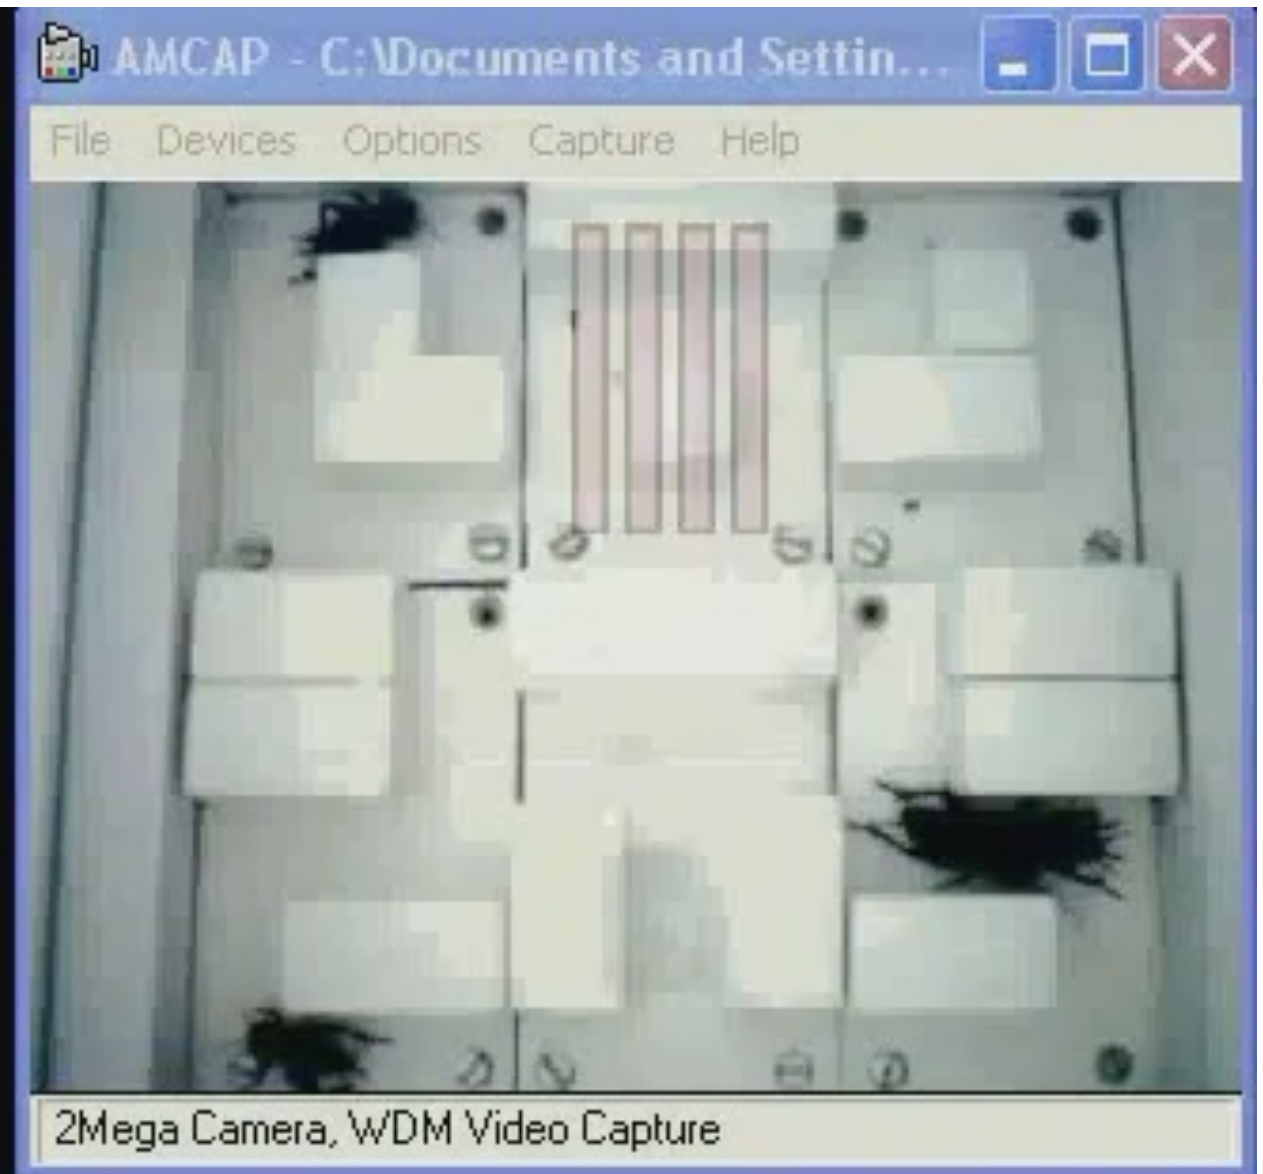 AMCAP - C:\Documents and Settin...
File Devices Options Capture Help
2Mega Camera, WDM Video Capture